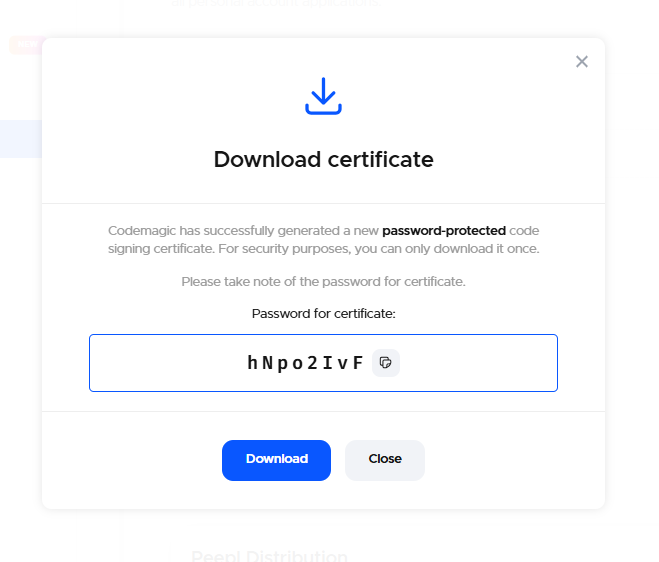 Download certificate
Codemagic has successfully generated a new password-protected code
signing certificate. For security purposes, you can only download it once.
Please take note of the password for certificate.
Password for certificate:
hNpo2IvF
Download
Close
Peepl Distribution